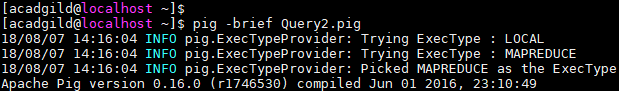 [acadgild@localhost ~]$
[acadgild@localhost ~]$ pig -brief Query2.pig
18/08/07 14:16:04 INFO pig.ExecTypeProvider: Trying ExecType : LOCAL
18/08/07 14:16:04 INFO pig.ExecTypeProvider: Trying ExecType : MAPREDUCE
18/08/07 14:16:04 INFO pig.ExecTypeProvider: Picked MAPREDUCE as the ExecType
Apache Pig version 0.16.0 (r1746530) compiled Jun 01 2016, 23:10:49